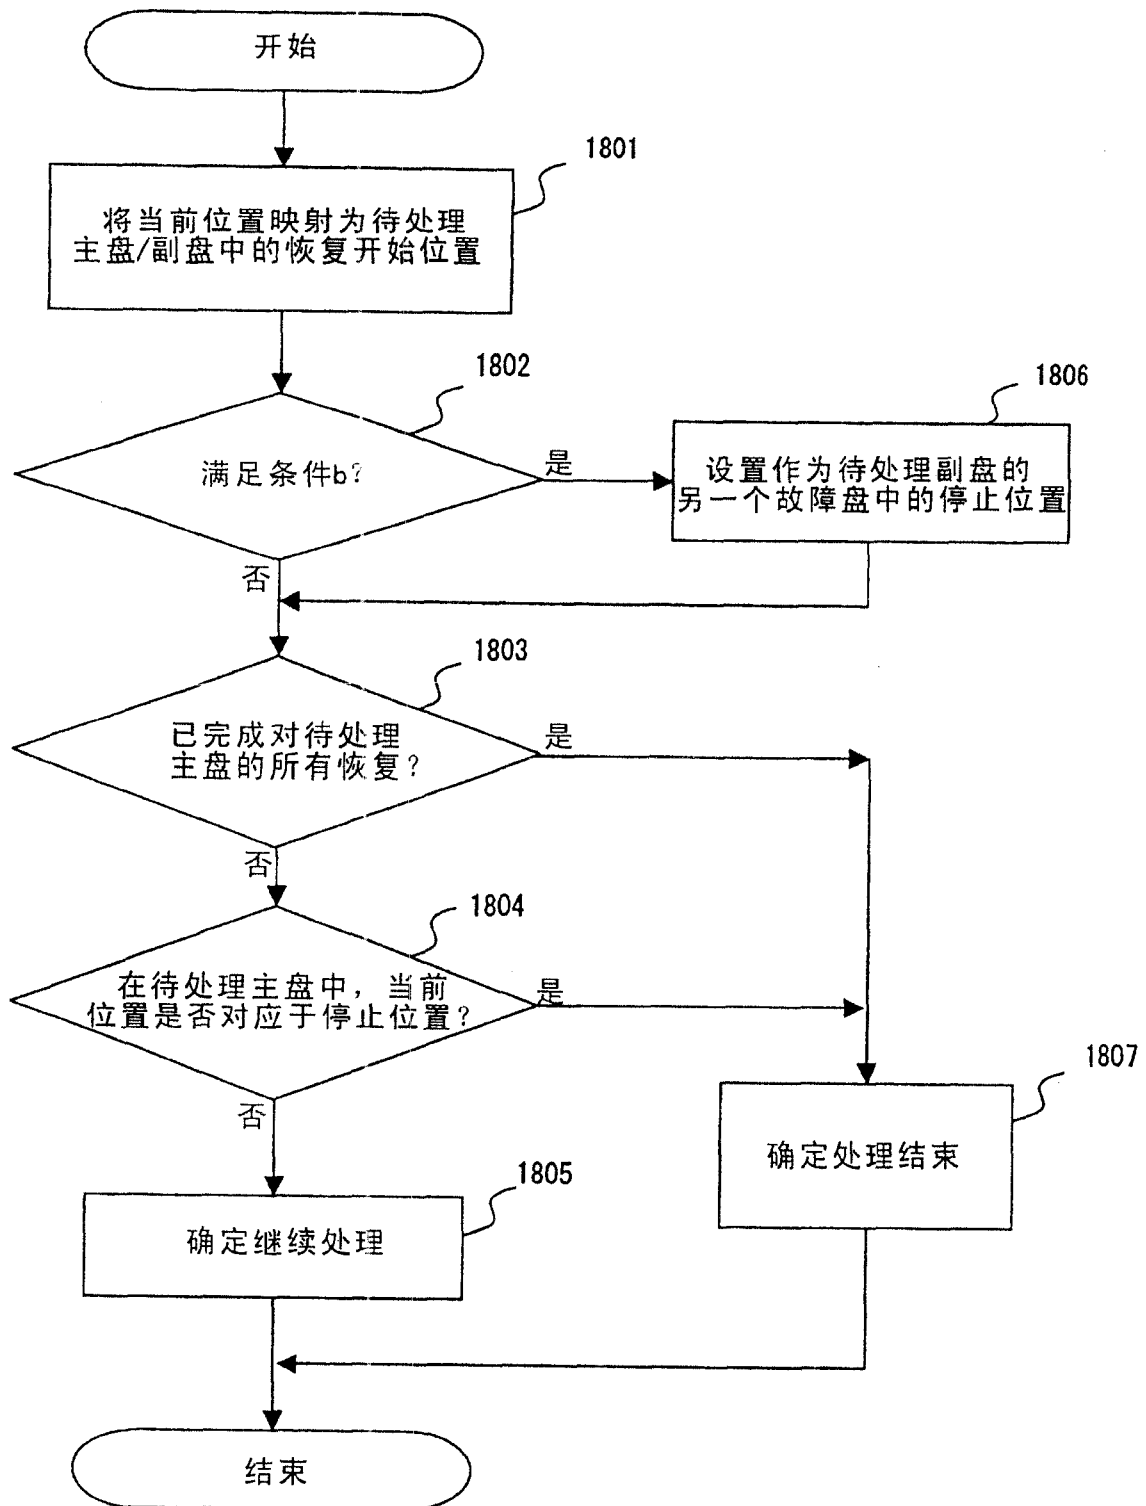 开始
1801
将当前位置映射为待处理
主盘/副盘中的恢复开始位置
1802
满足条件b?
是
1806
设置作为待处理副盘的
另一个故障盘中的停止位置
否
1803
已完成对待处理
主盘的所有恢复?
是
否
1804
在待处理主盘中，当前
位置是否对应于停止位置?
是
否
1807
确定处理结束
1805
确定继续处理
结束